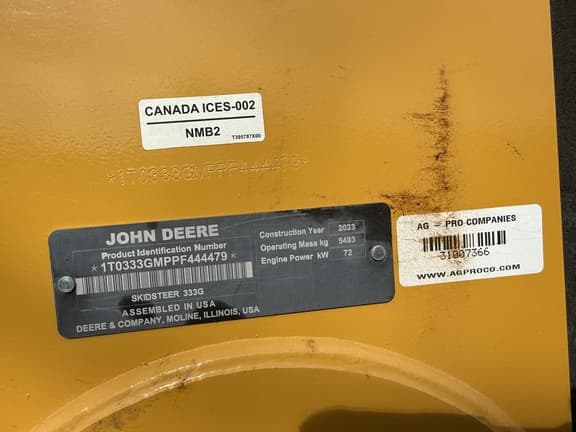 CANADA ICES-002
NMB2
T395787X00
*1T0333GMPPF444479*
JOHN DEERE
Product Identification Number
*1T0333GMPPF444479*
SKIDSTEER 333G
ASSEMBLED IN USA
DEERE & COMPANY, MOLINE, ILLINOIS, USA
Construction Year 2023
Operating Mass kg 5493
Engine Power kW 72
AG - PRO COMPANIES
31007366
WWW.AGPROCO.COM